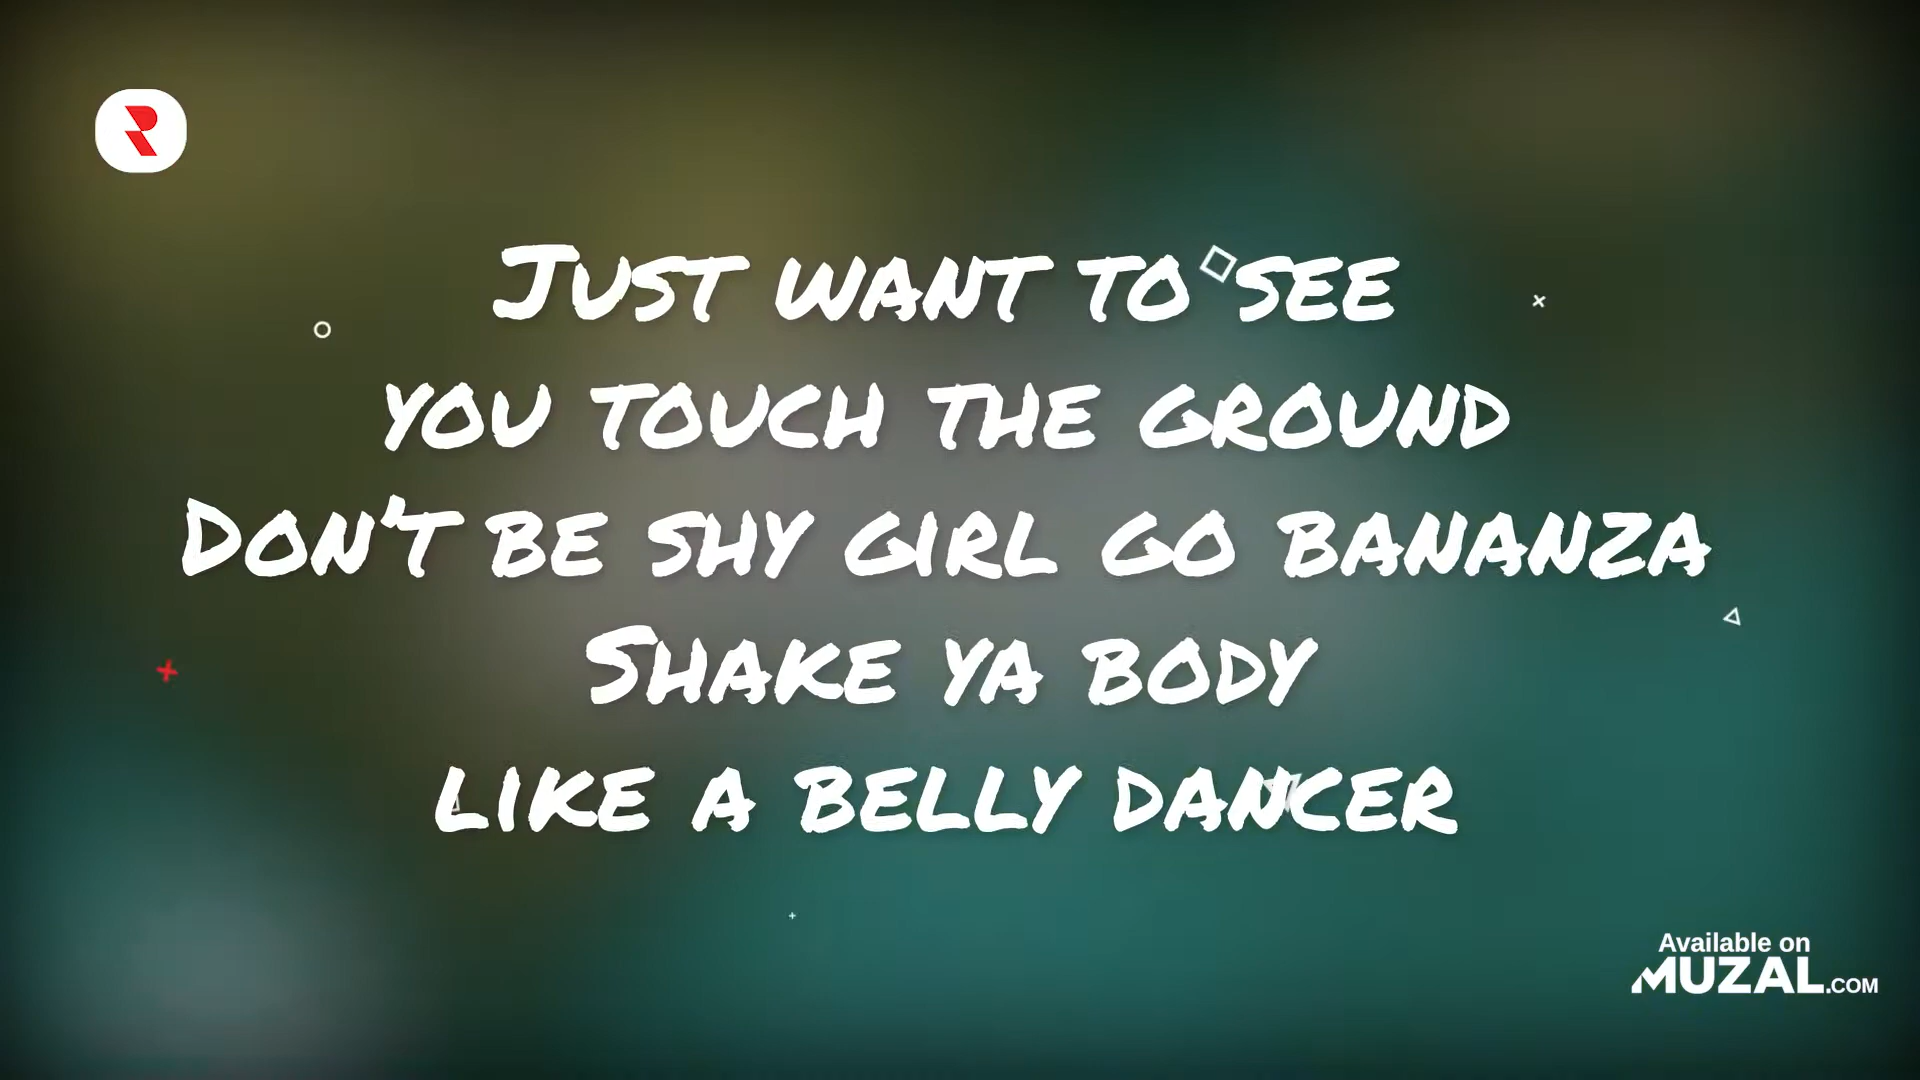 Just want to see
you touch the ground
Don't be shy girl go bananza
Shake ya body
like a belly dancer
Available on
MUZAL.COM